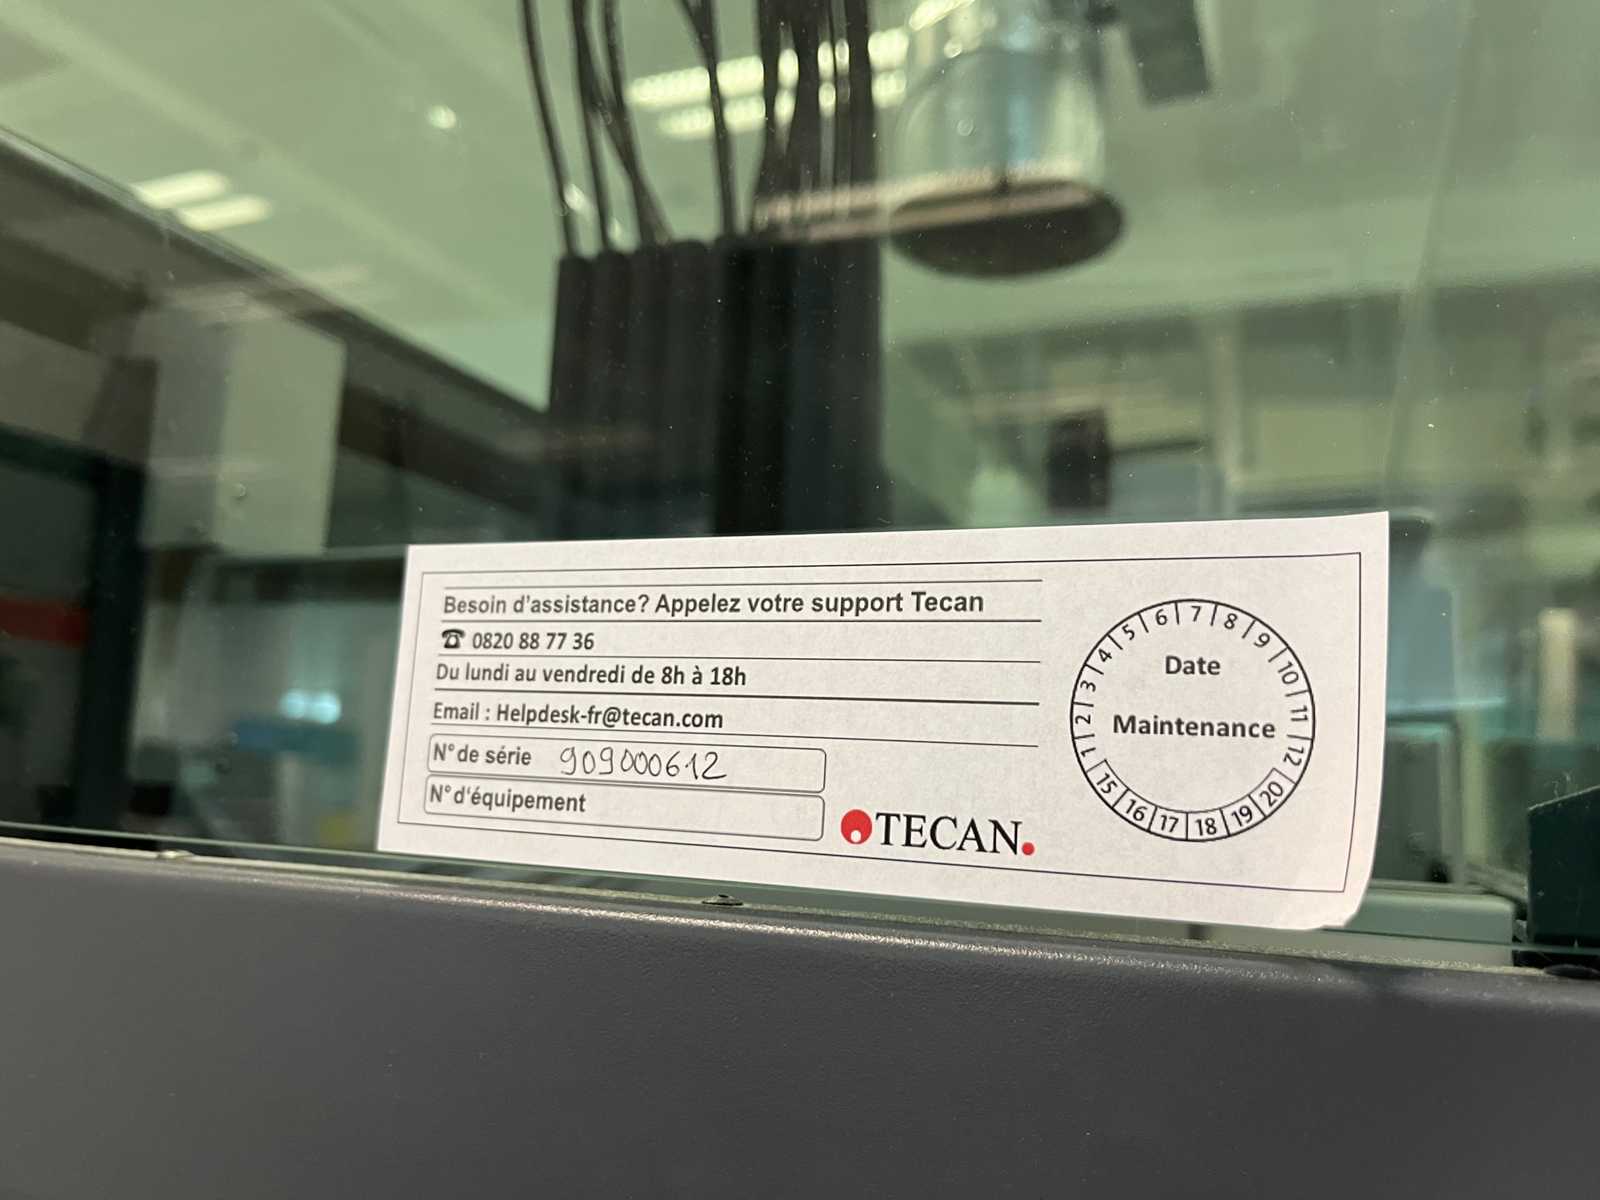 Besoin d'assistance? Appelez votre support Tecan
☎ 0820 88 77 36
Du lundi au vendredi de 8h à 18h
Email : Helpdesk-fr@tecan.com
N° de série 909000612
N° d'équipement
TECAN.
1 2 3 4 5 6 7 8 9 10 11 12
Date
Maintenance
15 16 17 18 19 20